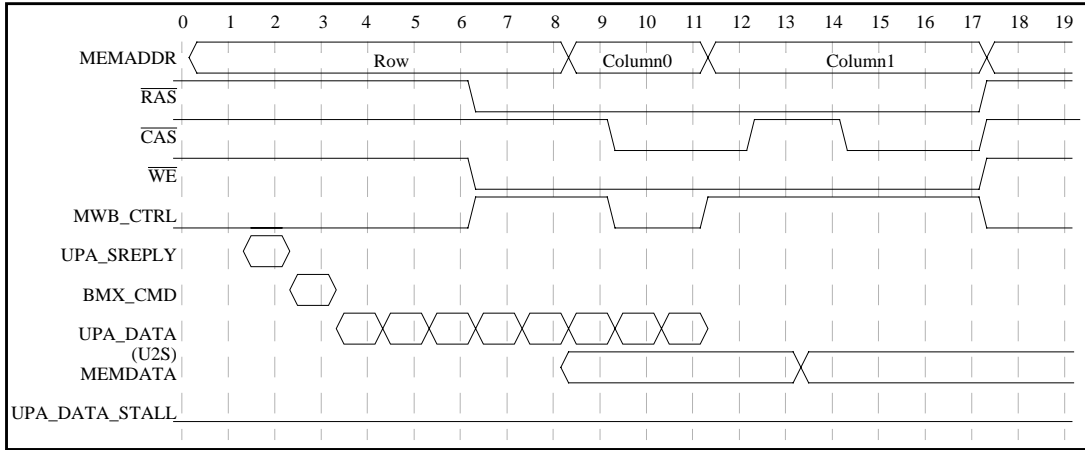 0 1 2 3 4 5 6 7 8 9 10 11 12 13 14 15 16 17 18 19
MEMADDR Row Column0 Column1
RAS
CAS
WE
MWB_CTRL
UPA_SREPLY
BMX_CMD
UPA_DATA
(U2S)
MEMDATA
UPA_DATA_STALL